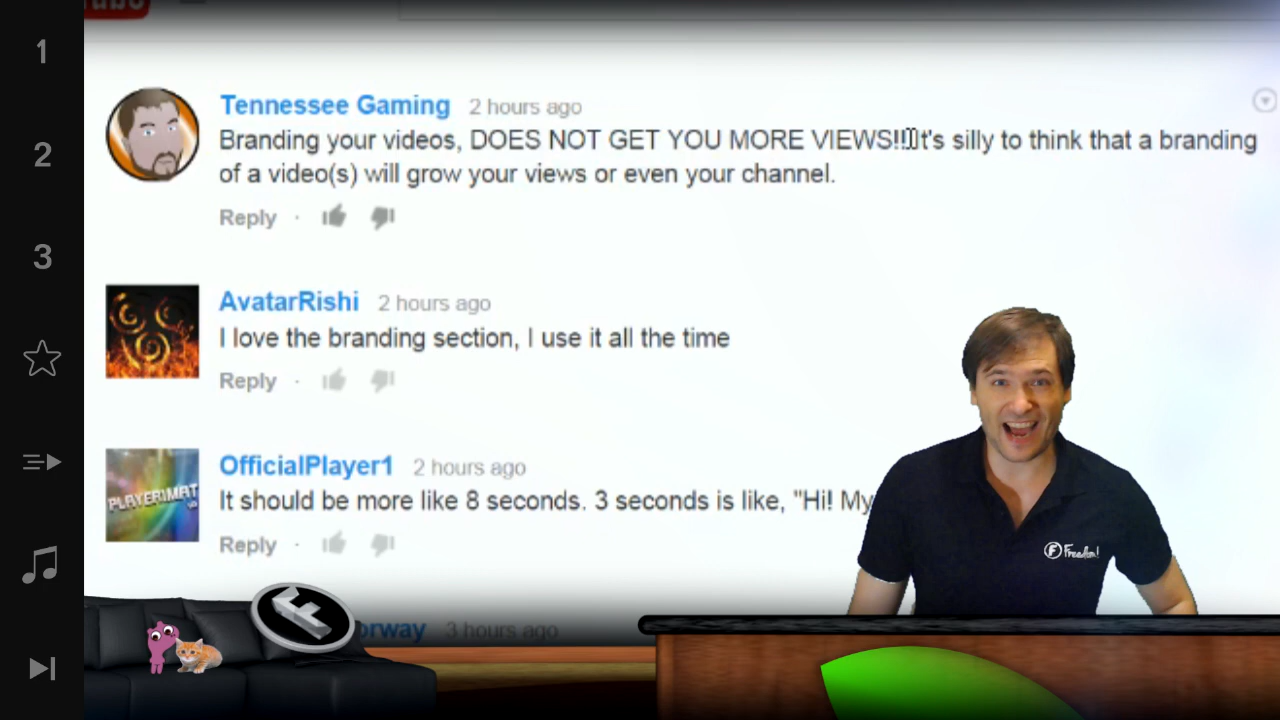 1
2
3
Tennessee Gaming 2 hours ago
Branding your videos, DOES NOT GET YOU MORE VIEWS!! It's silly to think that a branding
of a video(s) will grow your views or even your channel.
Reply
AvatarRishi 2 hours ago
I love the branding section, I use it all the time
Reply
OfficialPlayer1 2 hours ago
It should be more like 8 seconds. 3 seconds is like, "Hi! My
Reply
3 hours ago
F Freedom!
F